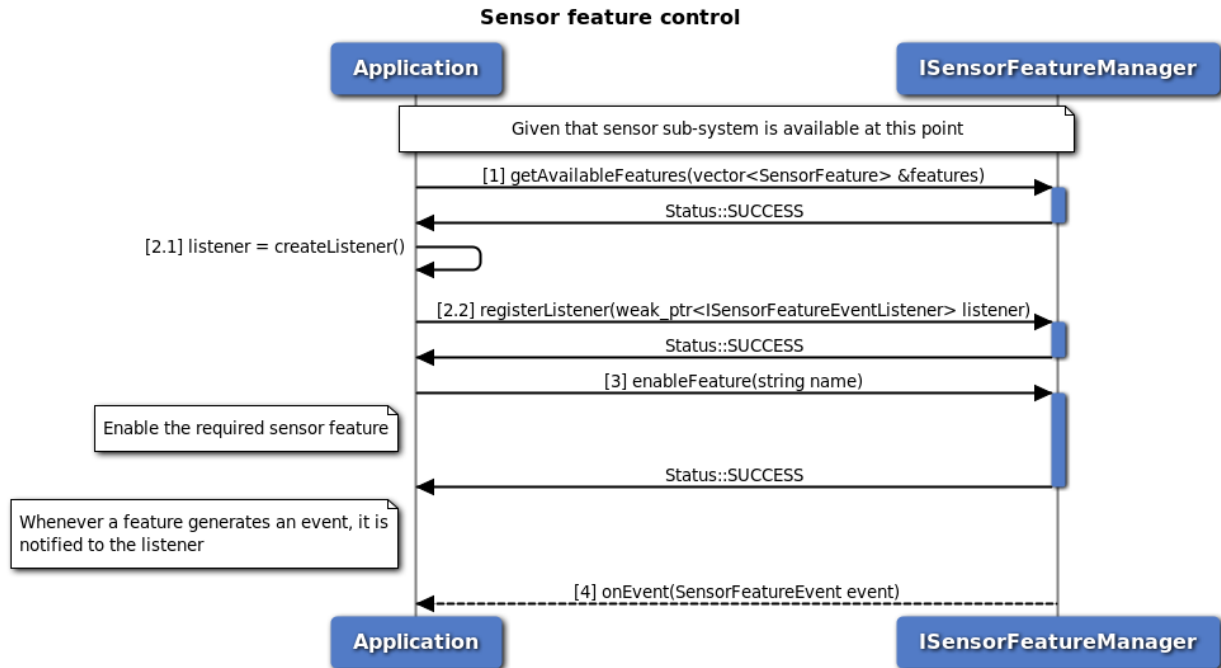 Sensor feature control
Application
ISensorFeatureManager
Given that sensor sub-system is available at this point
[1] getAvailableFeatures(vector<SensorFeature> &features)
Status::SUCCESS
[2.1] listener = createListener()
[2.2] registerListener(weak_ptr<ISensorFeatureEventListener> listener)
Status::SUCCESS
[3] enableFeature(string name)
Enable the required sensor feature
Status::SUCCESS
Whenever a feature generates an event, it is
notified to the listener
[4] onEvent(SensorFeatureEvent event)
Application
ISensorFeatureManager